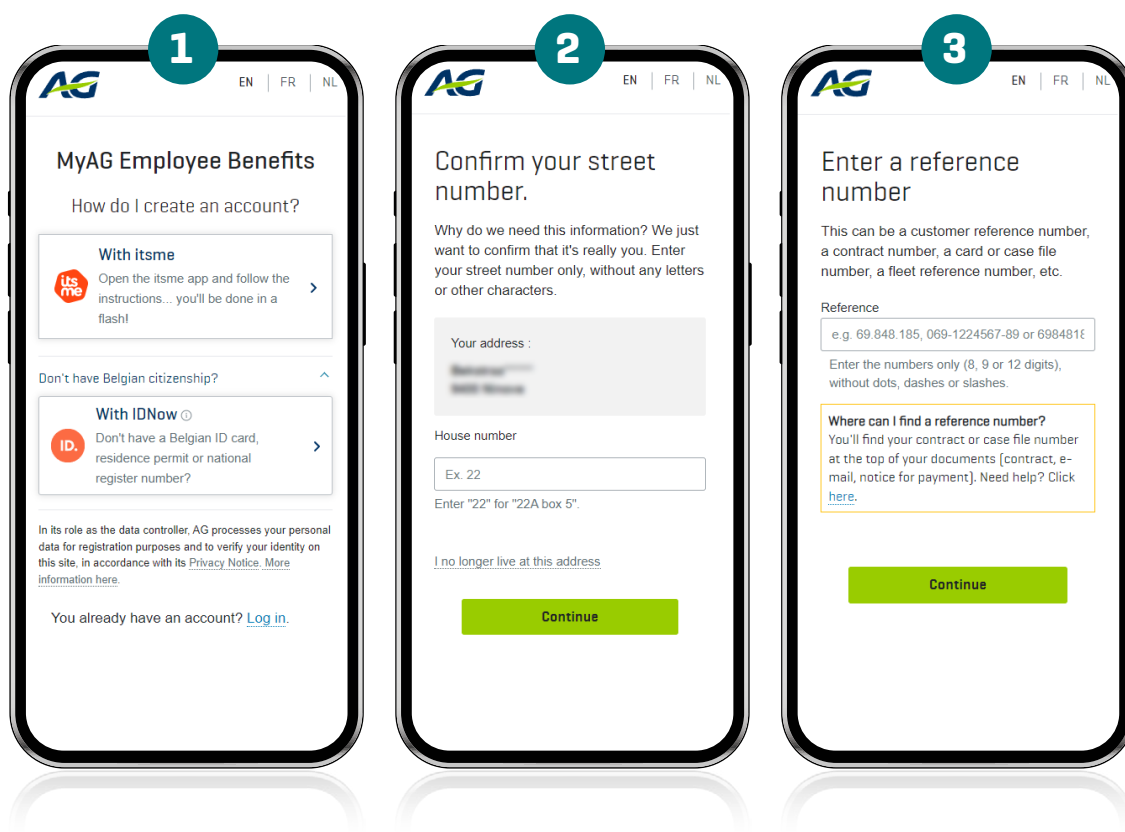 1
AG
EN | FR | NL
MyAG Employee Benefits
How do I create an account?
its
me
With itsme
Open the itsme app and follow the
instructions... you'll be done in a
flash!
Don't have Belgian citizenship?
ID.
With IDNow
Don't have a Belgian ID card,
residence permit or national
register number?
In its role as the data controller, AG processes your personal
data for registration purposes and to verify your identity on
this site, in accordance with its Privacy Notice. More
information here.
You already have an account? Log in.
2
AG
EN | FR | NL
Confirm your street
number.
Why do we need this information? We just
want to confirm that it's really you. Enter
your street number only, without any letters
or other characters.
Your address :
House number
Ex. 22
Enter "22" for "22A box 5".
I no longer live at this address
Continue
3
AG
EN | FR | NL
Enter a reference
number
This can be a customer reference number,
a contract number, a card or case file
number, a fleet reference number, etc.
Reference
e.g. 69.848.185, 069-1224567-89 or 6984818
Enter the numbers only (8, 9 or 12 digits),
without dots, dashes or slashes.
Where can I find a reference number?
You'll find your contract or case file number
at the top of your documents (contract, e-
mail, notice for payment). Need help? Click
here.
Continue